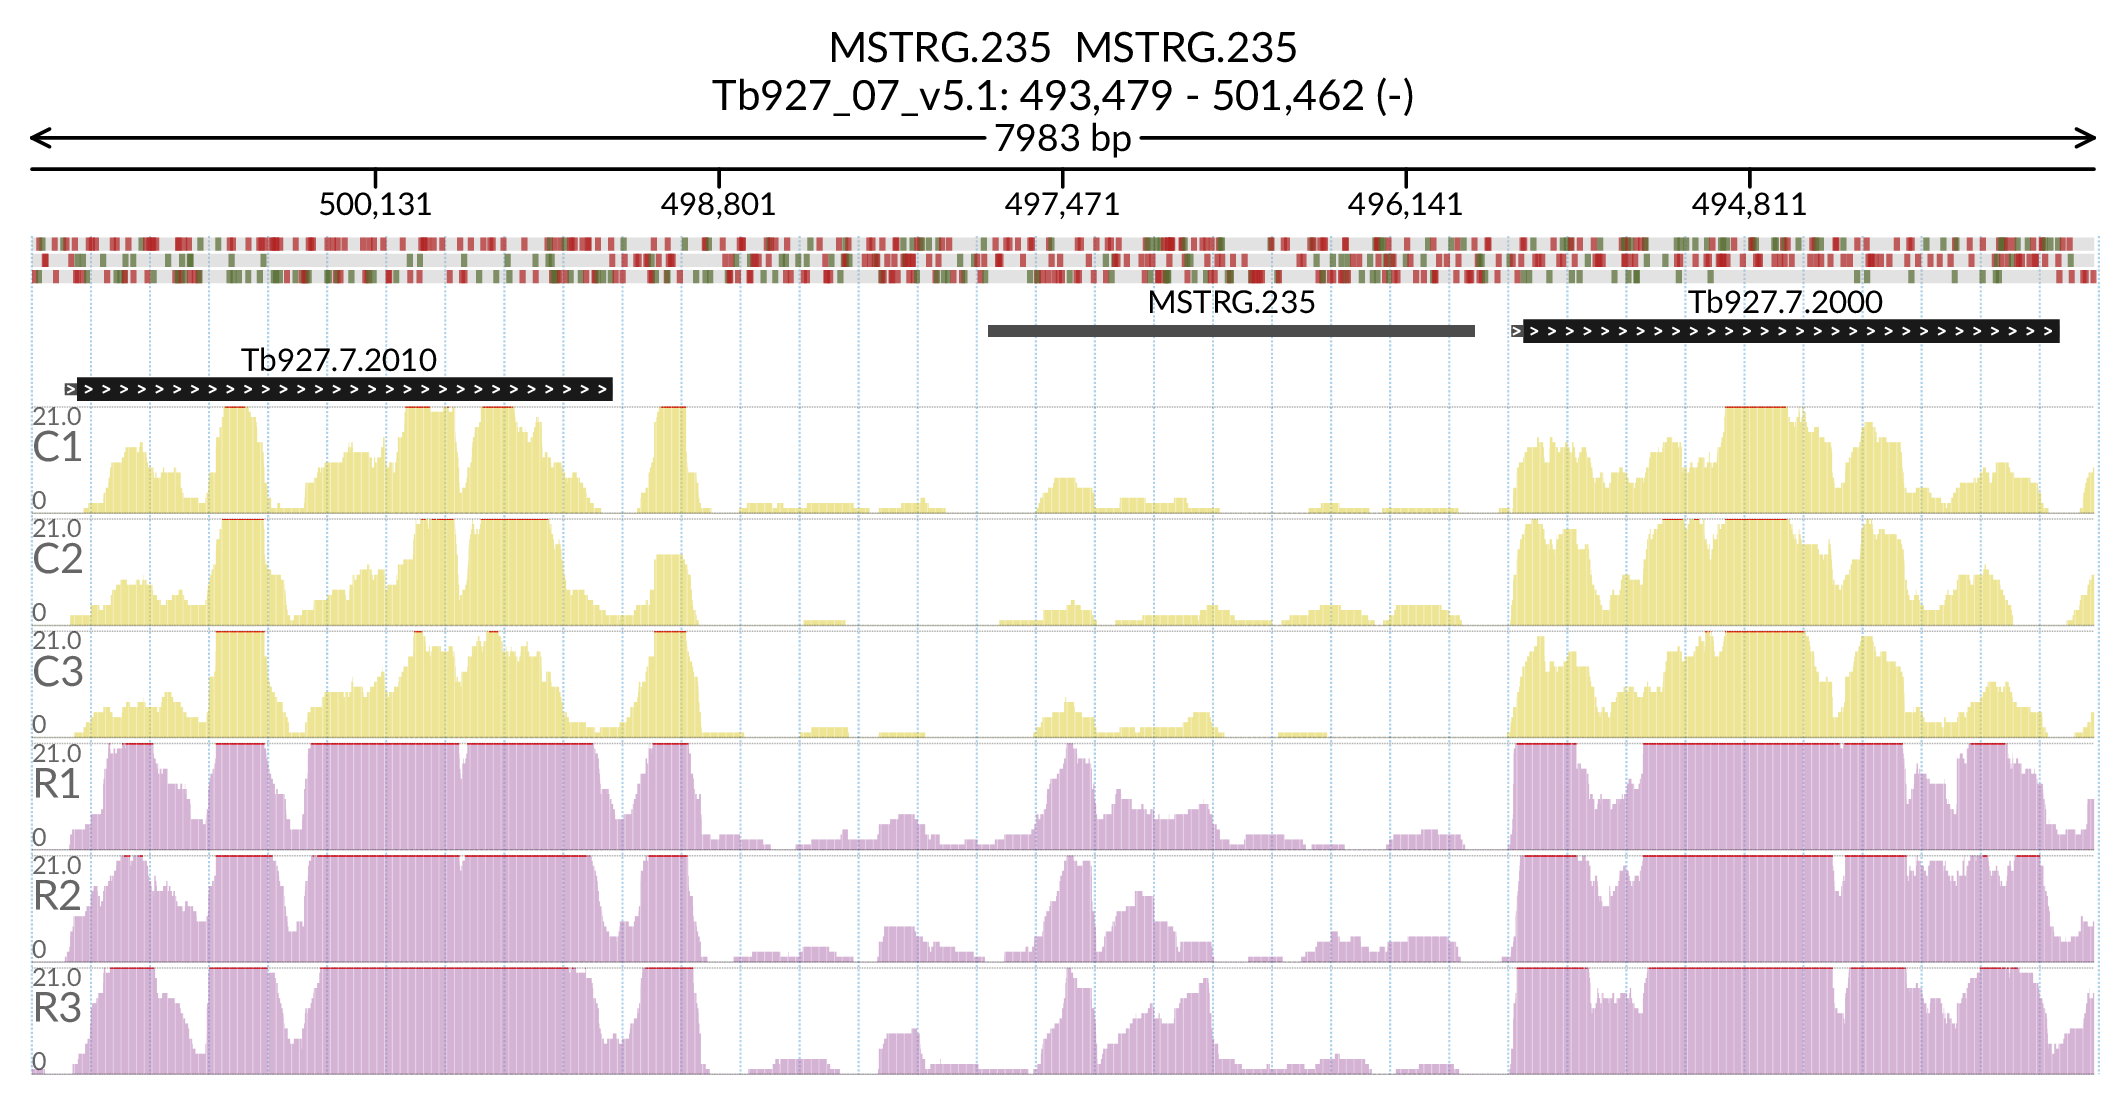 MSTRG.235  MSTRG.235
Tb927_07_v5.1: 493,479 - 501,462 (-)
7983 bp
500,131 498,801 497,471 496,141 494,811
MSTRG.235 Tb927.7.2000
Tb927.7.2010
21.0
C1
0
21.0
C2
0
21.0
C3
0
21.0
R1
0
21.0
R2
0
21.0
R3
0